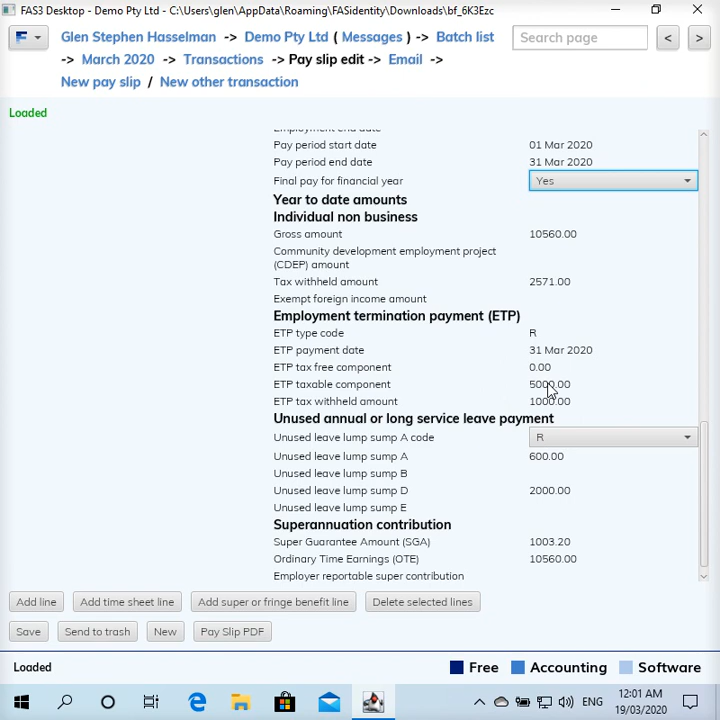 FAS3 Desktop - Demo Pty Ltd - C:\Users\glen\AppData\Roaming\FASidentity\Downloads\bf_6K3Ezc
Glen Stephen Hasselman -> Demo Pty Ltd ( Messages ) -> Batch list
-> March 2020 -> Transactions -> Pay slip edit -> Email ->
New pay slip / New other transaction
Search page
<
>
Loaded
Employment end date
Pay period start date 01 Mar 2020
Pay period end date 31 Mar 2020
Final pay for financial year Yes
Year to date amounts
Individual non business
Gross amount 10560.00
Community development employment project
(CDEP) amount
Tax withheld amount 2571.00
Exempt foreign income amount
Employment termination payment (ETP)
ETP type code R
ETP payment date 31 Mar 2020
ETP tax free component 0.00
ETP taxable component 5000.00
ETP tax withheld amount 1000.00
Unused annual or long service leave payment
Unused leave lump sump A code R
Unused leave lump sump A 600.00
Unused leave lump sump B
Unused leave lump sump D 2000.00
Unused leave lump sump E
Superannuation contribution
Super Guarantee Amount (SGA) 1003.20
Ordinary Time Earnings (OTE) 10560.00
Employer reportable super contribution
Add line Add time sheet line Add super or fringe benefit line Delete selected lines
Save Send to trash New Pay Slip PDF
Loaded Free Accounting Software
ENG 12:01 AM
19/03/2020